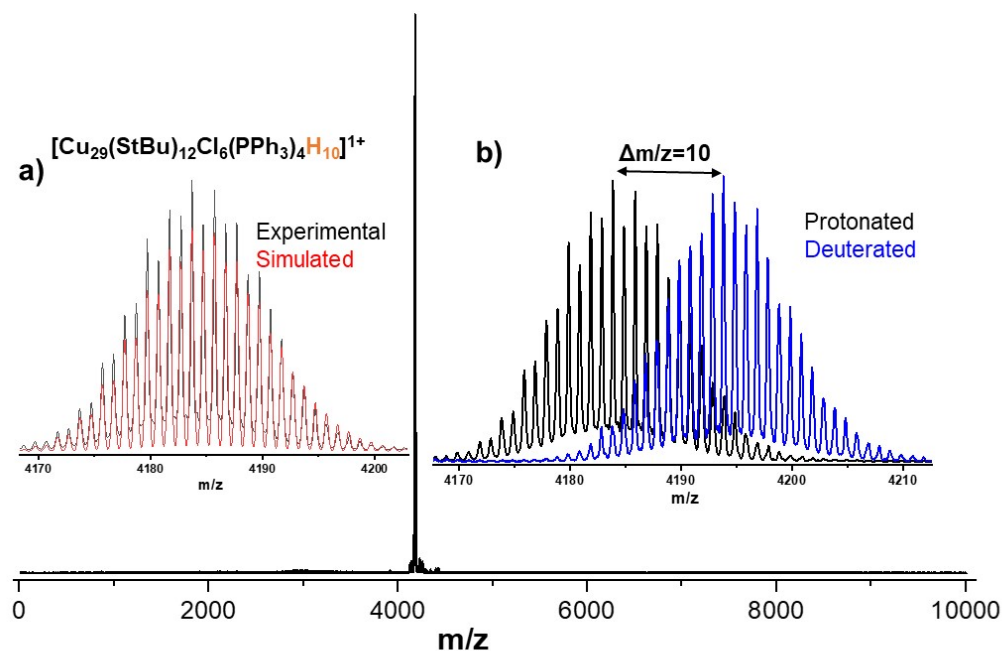 [Cu29(StBu)12Cl6(PPh3)4H10]1+
a)
Experimental
Simulated
4170 4180 4190 4200
m/z
b)
Δm/z=10
Protonated
Deuterated
4170 4180 4190 4200 4210
m/z
0 2000 4000 6000 8000 10000
m/z